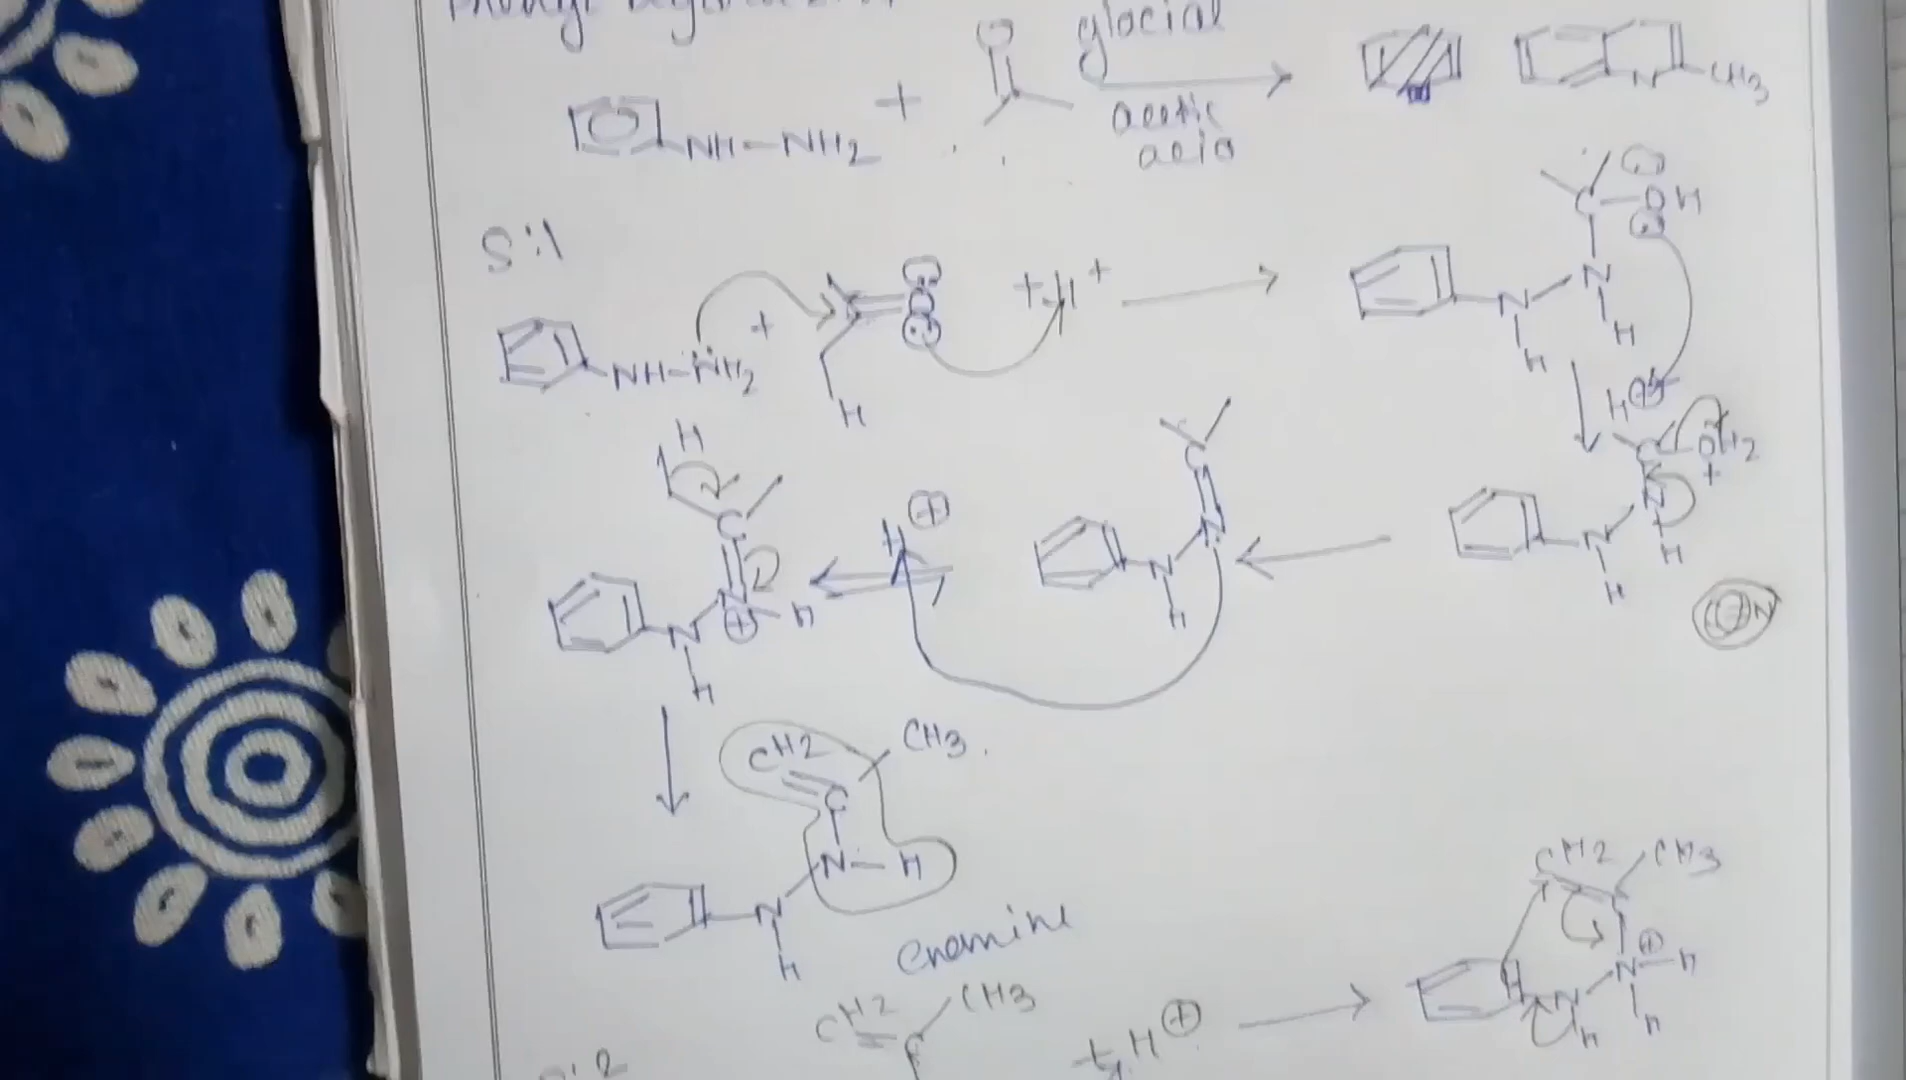 glacial
+
acetic
acid
NH-NH2
CH3
S:1
C-OH
N
H
NH-NH2
+
H
+H+
N
H
H
H+
C
OH2
+
N
H
N
H
C
N
N
H
H
+
H
C
N
+
H
N
H
CH2
CH3
C
N-H
N
H
enamine
CH2
CH3
C
N
+
H
H
N
H
CH2
CH3
C
+ H+